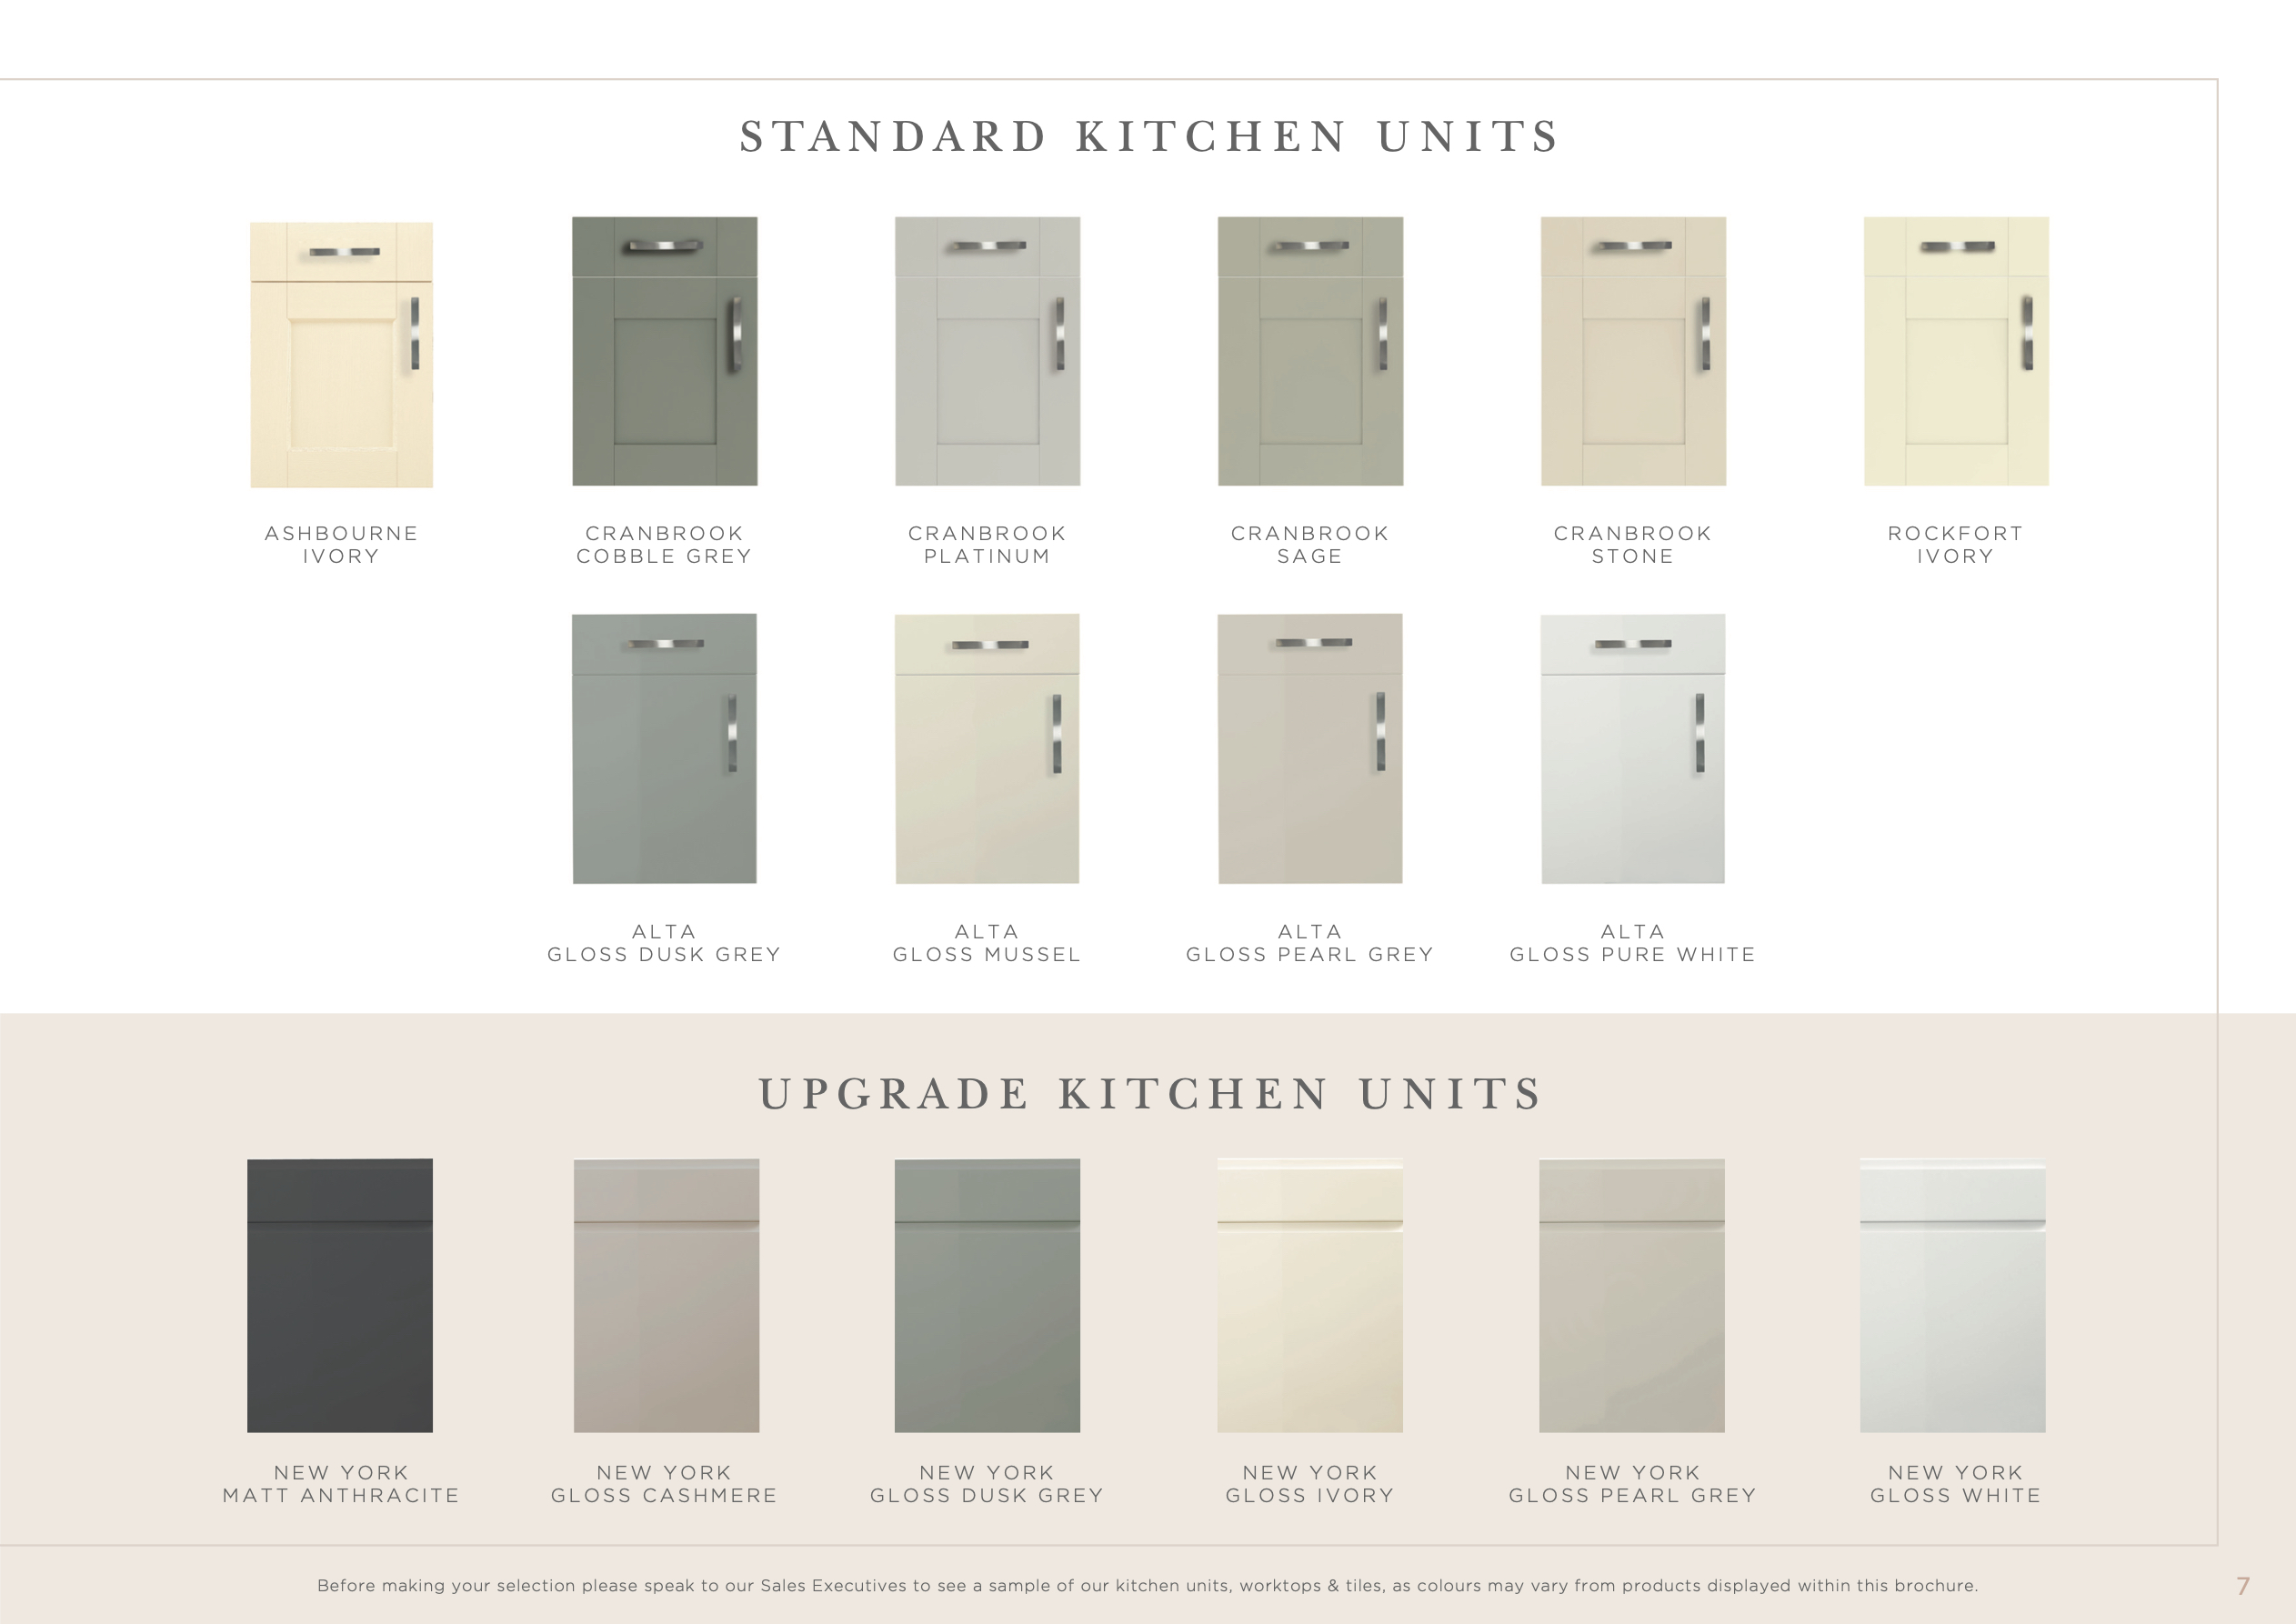 STANDARD KITCHEN UNITS
ASHBOURNE
IVORY
CRANBROOK
COBBLE GREY
CRANBROOK
PLATINUM
CRANBROOK
SAGE
CRANBROOK
STONE
ROCKFORT
IVORY
ALTA
GLOSS DUSK GREY
ALTA
GLOSS MUSSEL
ALTA
GLOSS PEARL GREY
ALTA
GLOSS PURE WHITE
UPGRADE KITCHEN UNITS
NEW YORK
MATT ANTHRACITE
NEW YORK
GLOSS CASHMERE
NEW YORK
GLOSS DUSK GREY
NEW YORK
GLOSS IVORY
NEW YORK
GLOSS PEARL GREY
NEW YORK
GLOSS WHITE
Before making your selection please speak to our Sales Executives to see a sample of our kitchen units, worktops & tiles, as colours may vary from products displayed within this brochure.
7